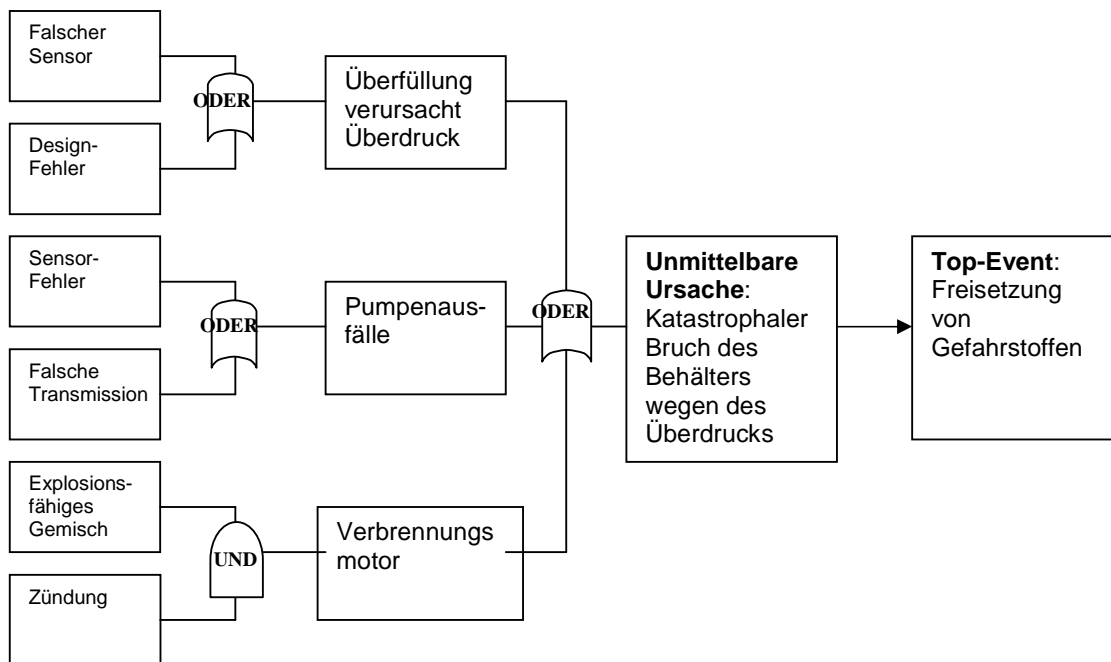 Falscher
Sensor
ODER
Design-
Fehler
Überfüllung
verursacht
Überdruck
Sensor-
Fehler
ODER
Falsche
Transmission
Pumpenaus-
fälle
Explosions-
fähiges
Gemisch
UND
Zündung
Verbrennungs
motor
ODER
Unmittelbare
Ursache:
Katastrophaler
Bruch des
Behälters
wegen des
Überdrucks
Top-Event:
Freisetzung
von
Gefahrstoffen